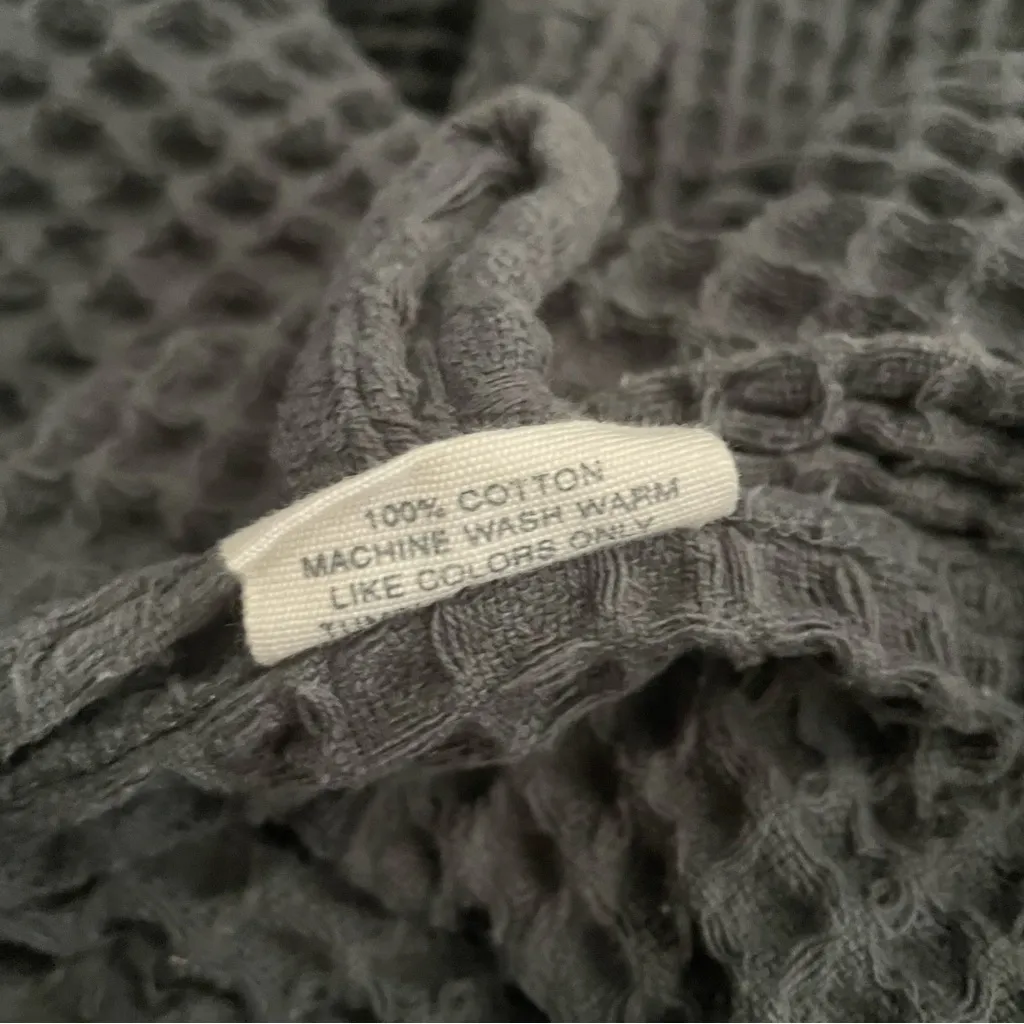 100% COTTON
MACHINE WASH WARM
LIKE COLORS ONLY